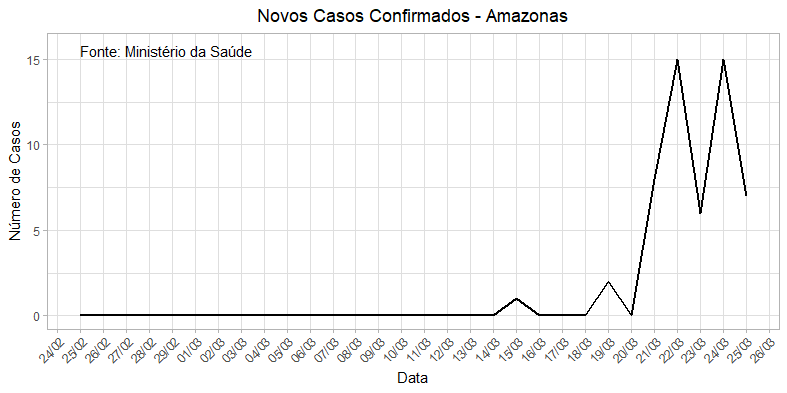 Novos Casos Confirmados - Amazonas
Fonte: Ministério da Saúde
Número de Casos
15
10
5
0
24/02 25/02 26/02 27/02 28/02 29/02 01/03 02/03 03/03 04/03 05/03 06/03 07/03 08/03 09/03 10/03 11/03 12/03 13/03 14/03 15/03 16/03 17/03 18/03 19/03 20/03 21/03 22/03 23/03 24/03 25/03 26/03
Data